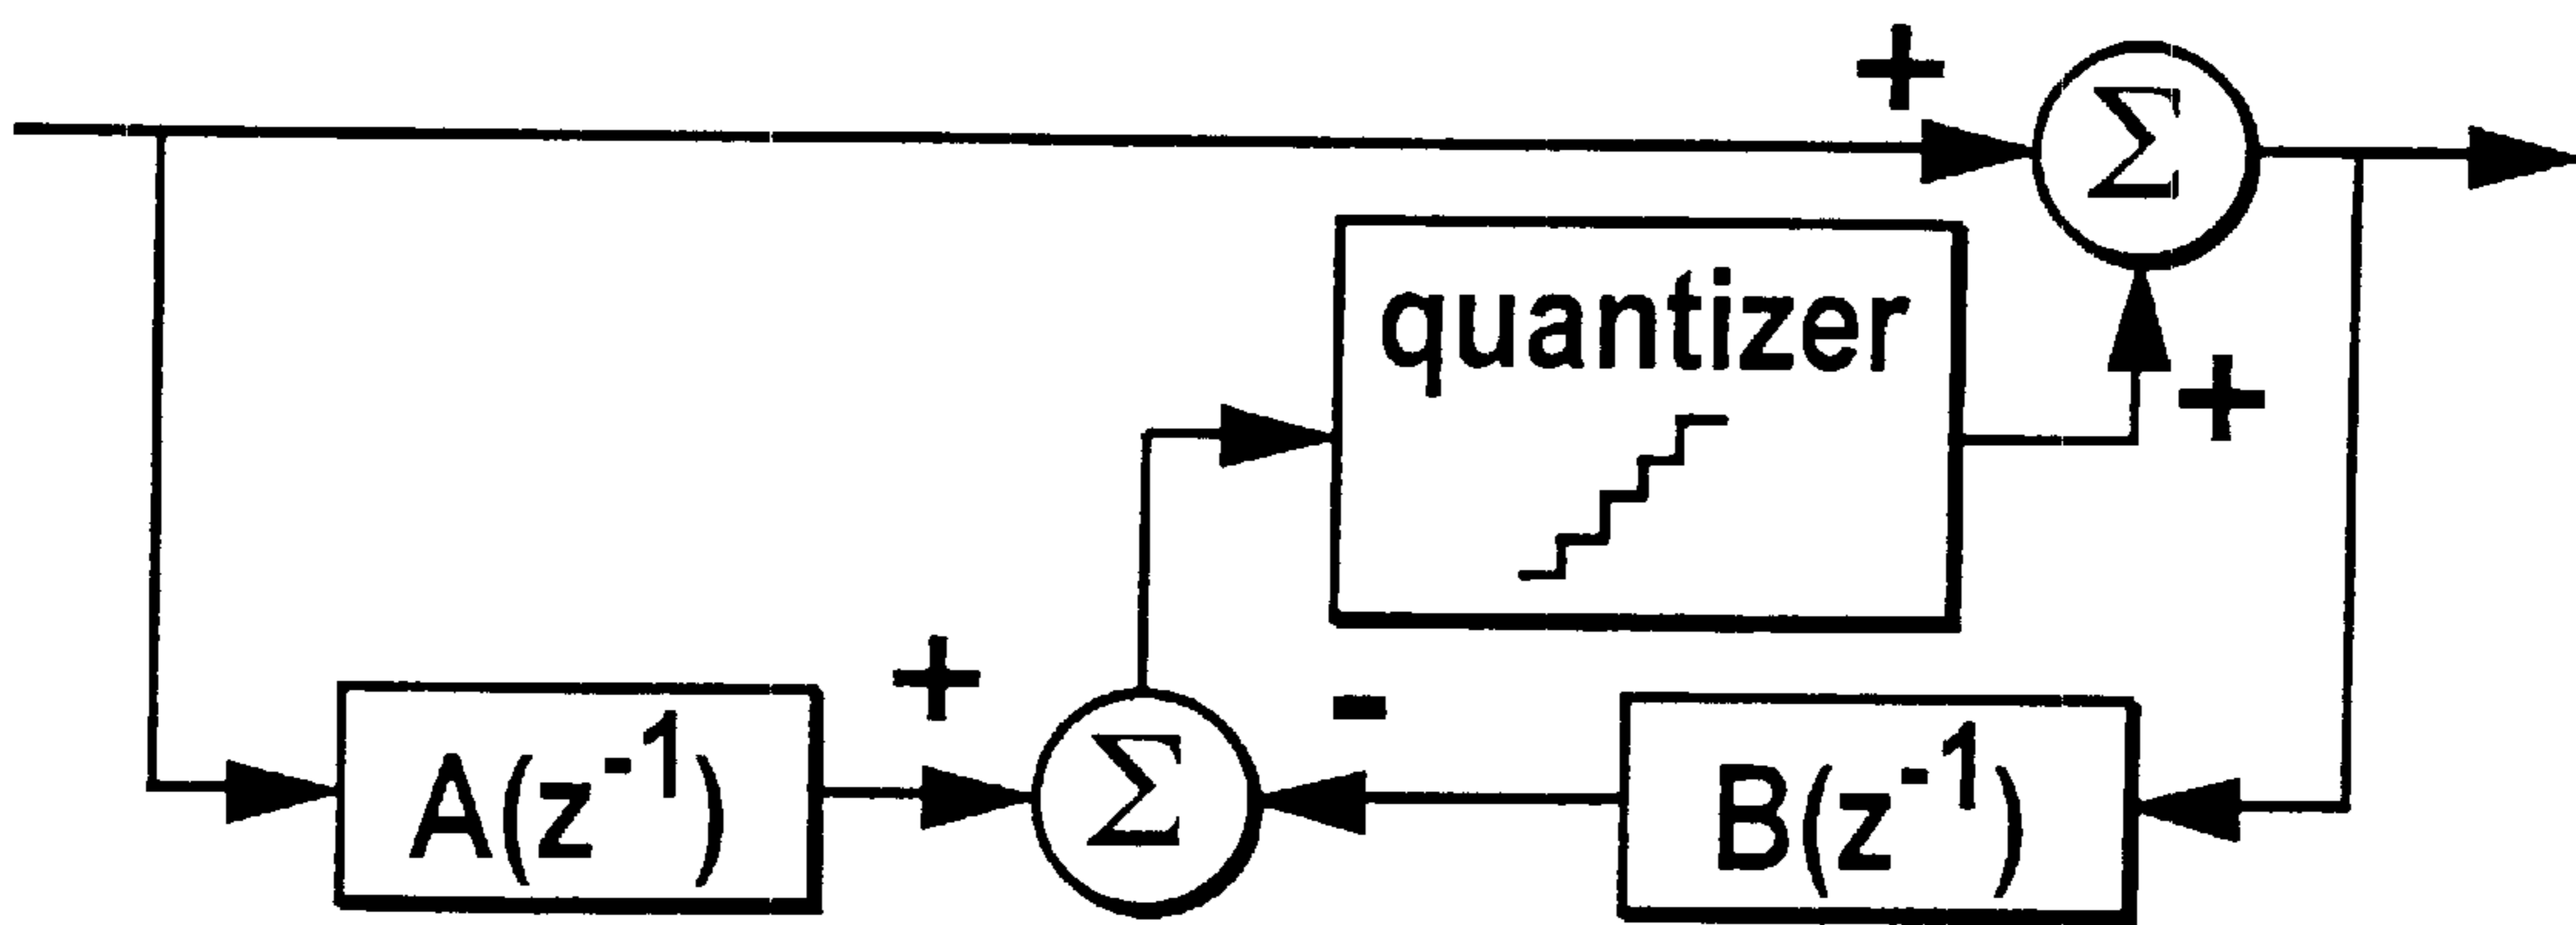 +
Σ
quantizer
+
+
-
A(z⁻¹)
Σ
B(z⁻¹)